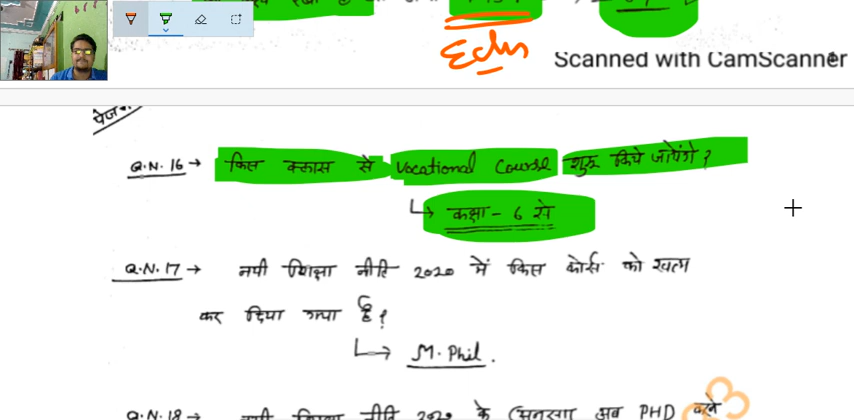 Edn
Scanned with CamScanner
पेज नं.
Q.N. 16 → किस क्लास से Vocational Course शुरू किये जायेंगे?
↳ कक्षा - 6 से
Q.N. 17 → नयी शिक्षा नीति 2020 में किस कोर्स को खत्म
कर दिया गया है?
↳ M. Phil.
Q.N. 18 → नयी शिक्षा नीति 2020 के अनुसार अब PHD